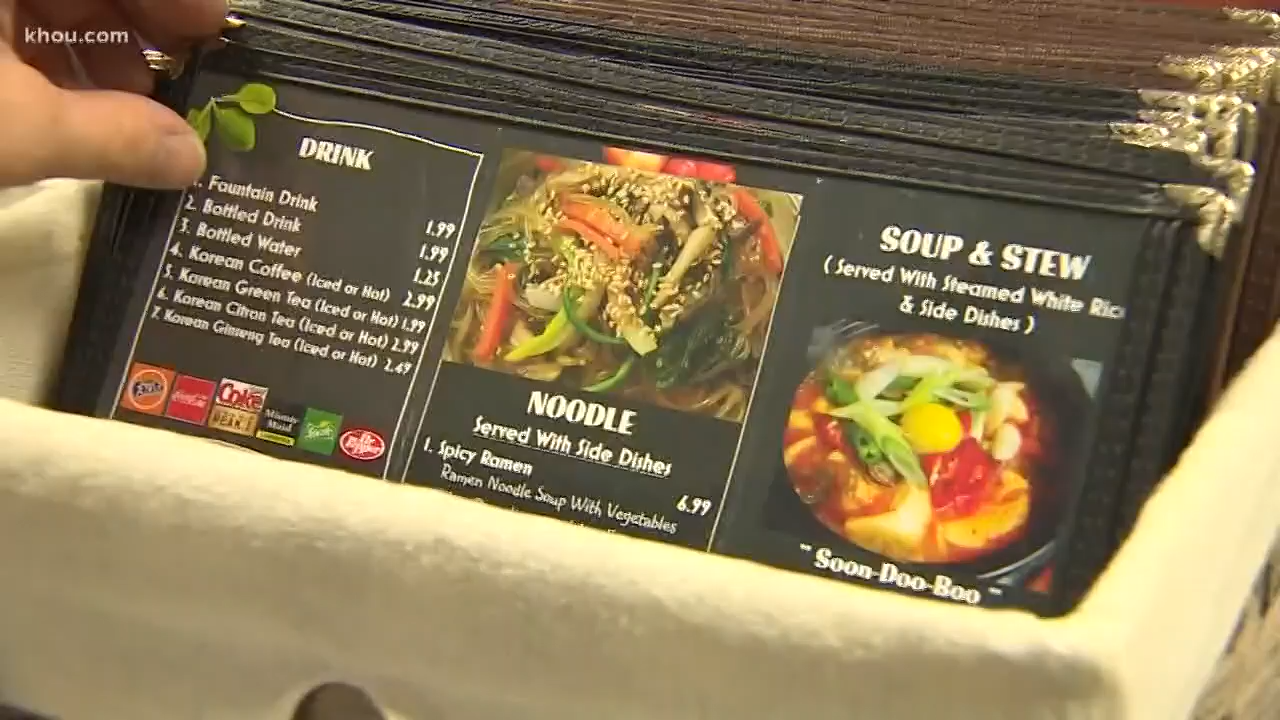 khou.com
DRINK
1. Fountain Drink 1.99
2. Bottled Drink 1.99
3. Bottled Water 1.25
4. Korean Coffee (Iced or Hot) 2.99
5. Korean Green Tea (Iced or Hot) 1.99
6. Korean Citran Tea (Iced or Hot) 2.99
7. Korean Ginseng Tea (Iced or Hot) 2.49
Fanta
Coca-Cola
Coke
Minute Maid
Sprite
Dr Pepper
NOODLE
Served With Side Dishes
1. Spicy Ramen 6.99
Ramen Noodle Soup With Vegetables
SOUP & STEW
( Served With Steamed White Ric
& Side Dishes )
" Soon-Doo-Boo "